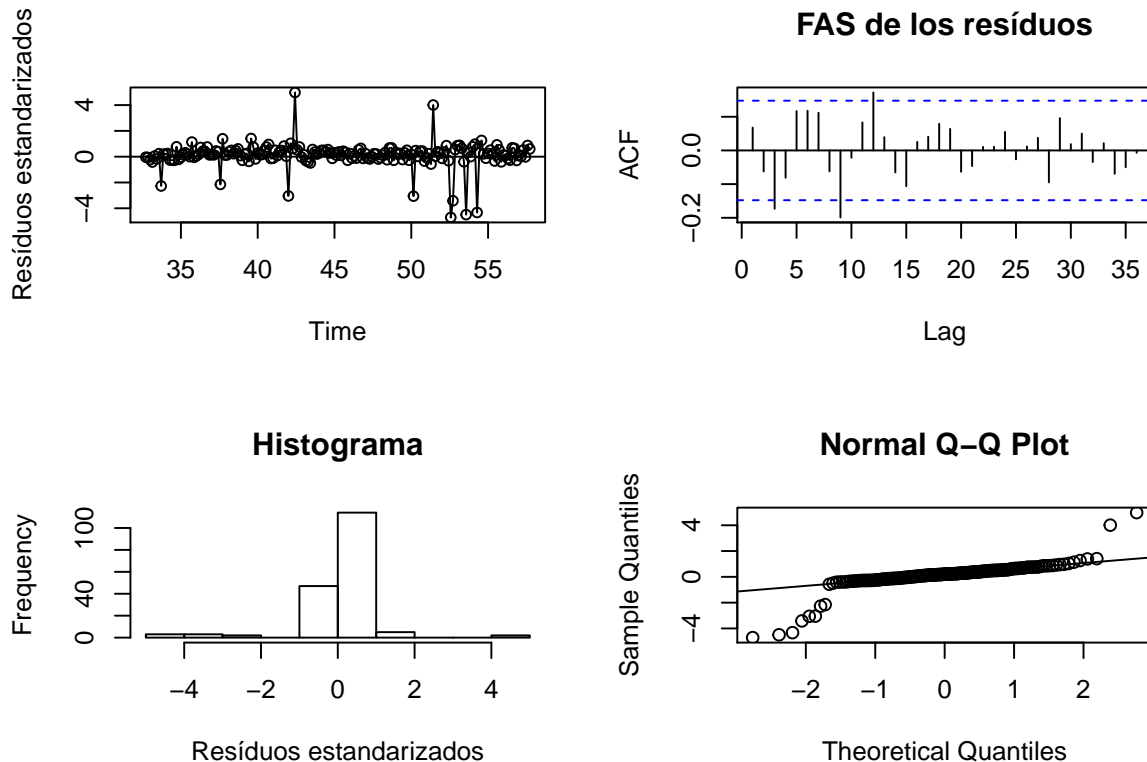 Resíduos estandarizados
4
0
−4
35 40 45 50 55
Time
FAS de los resíduos
ACF
0.0
−0.2
0 5 10 15 20 25 30 35
Lag
Histograma
Frequency
100
40
0
−4 −2 0 2 4
Resíduos estandarizados
Normal Q−Q Plot
Sample Quantiles
4
0
−4
−2 −1 0 1 2
Theoretical Quantiles